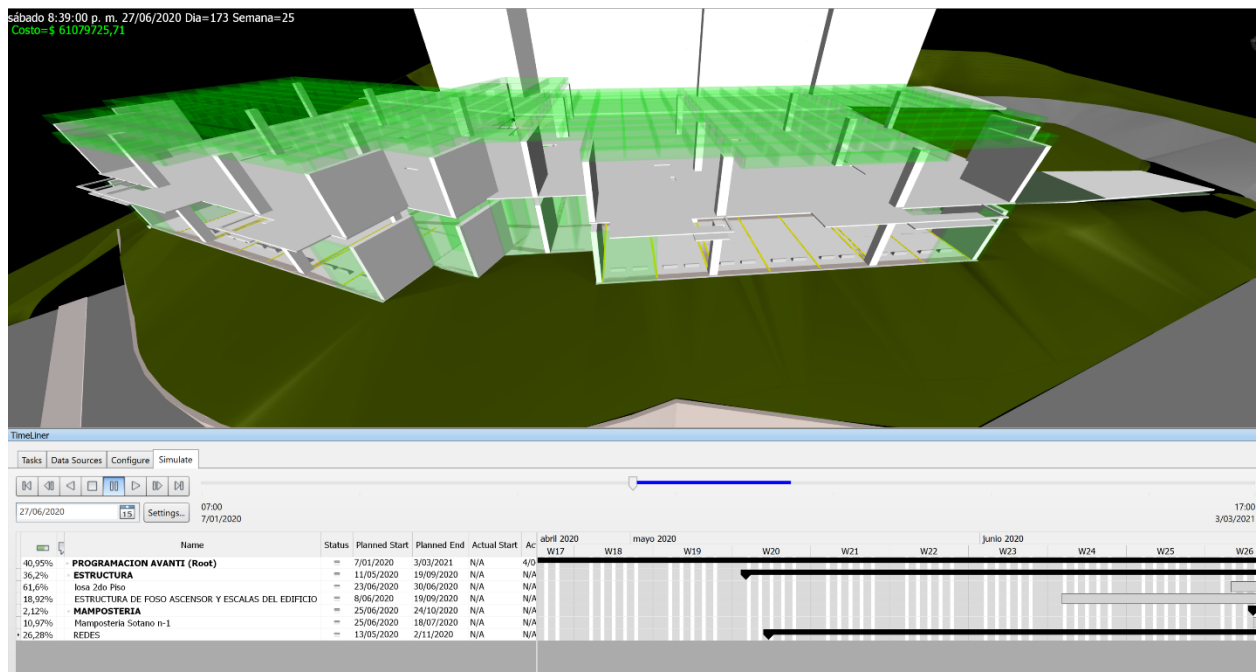 sábado 8:39:00 p. m. 27/06/2020 Dia=173 Semana=25
Costo=$ 61079725,71
TimeLiner
Tasks Data Sources Configure Simulate
27/06/2020 15 Settings... 07:00 17:00
7/01/2020 3/03/2021
Name Status Planned Start Planned End Actual Start Ac abril 2020 mayo 2020 junio 2020
W17 W18 W19 W20 W21 W22 W23 W24 W25 W26
40,95% PROGRAMACION AVANTI (Root) 7/01/2020 3/03/2021 N/A 4/0
36,2% ESTRUCTURA 11/05/2020 19/09/2020 N/A N/A
61,6% losa 2do Piso 23/06/2020 30/06/2020 N/A N/A
18,92% ESTRUCTURA DE FOSO ASCENSOR Y ESCALAS DEL EDIFICIO 8/06/2020 19/09/2020 N/A N/A
2,12% MAMPOSTERIA 25/06/2020 24/10/2020 N/A N/A
10,97% Mamposteria Sotano n-1 25/06/2020 18/07/2020 N/A N/A
26,28% REDES 13/05/2020 2/11/2020 N/A N/A